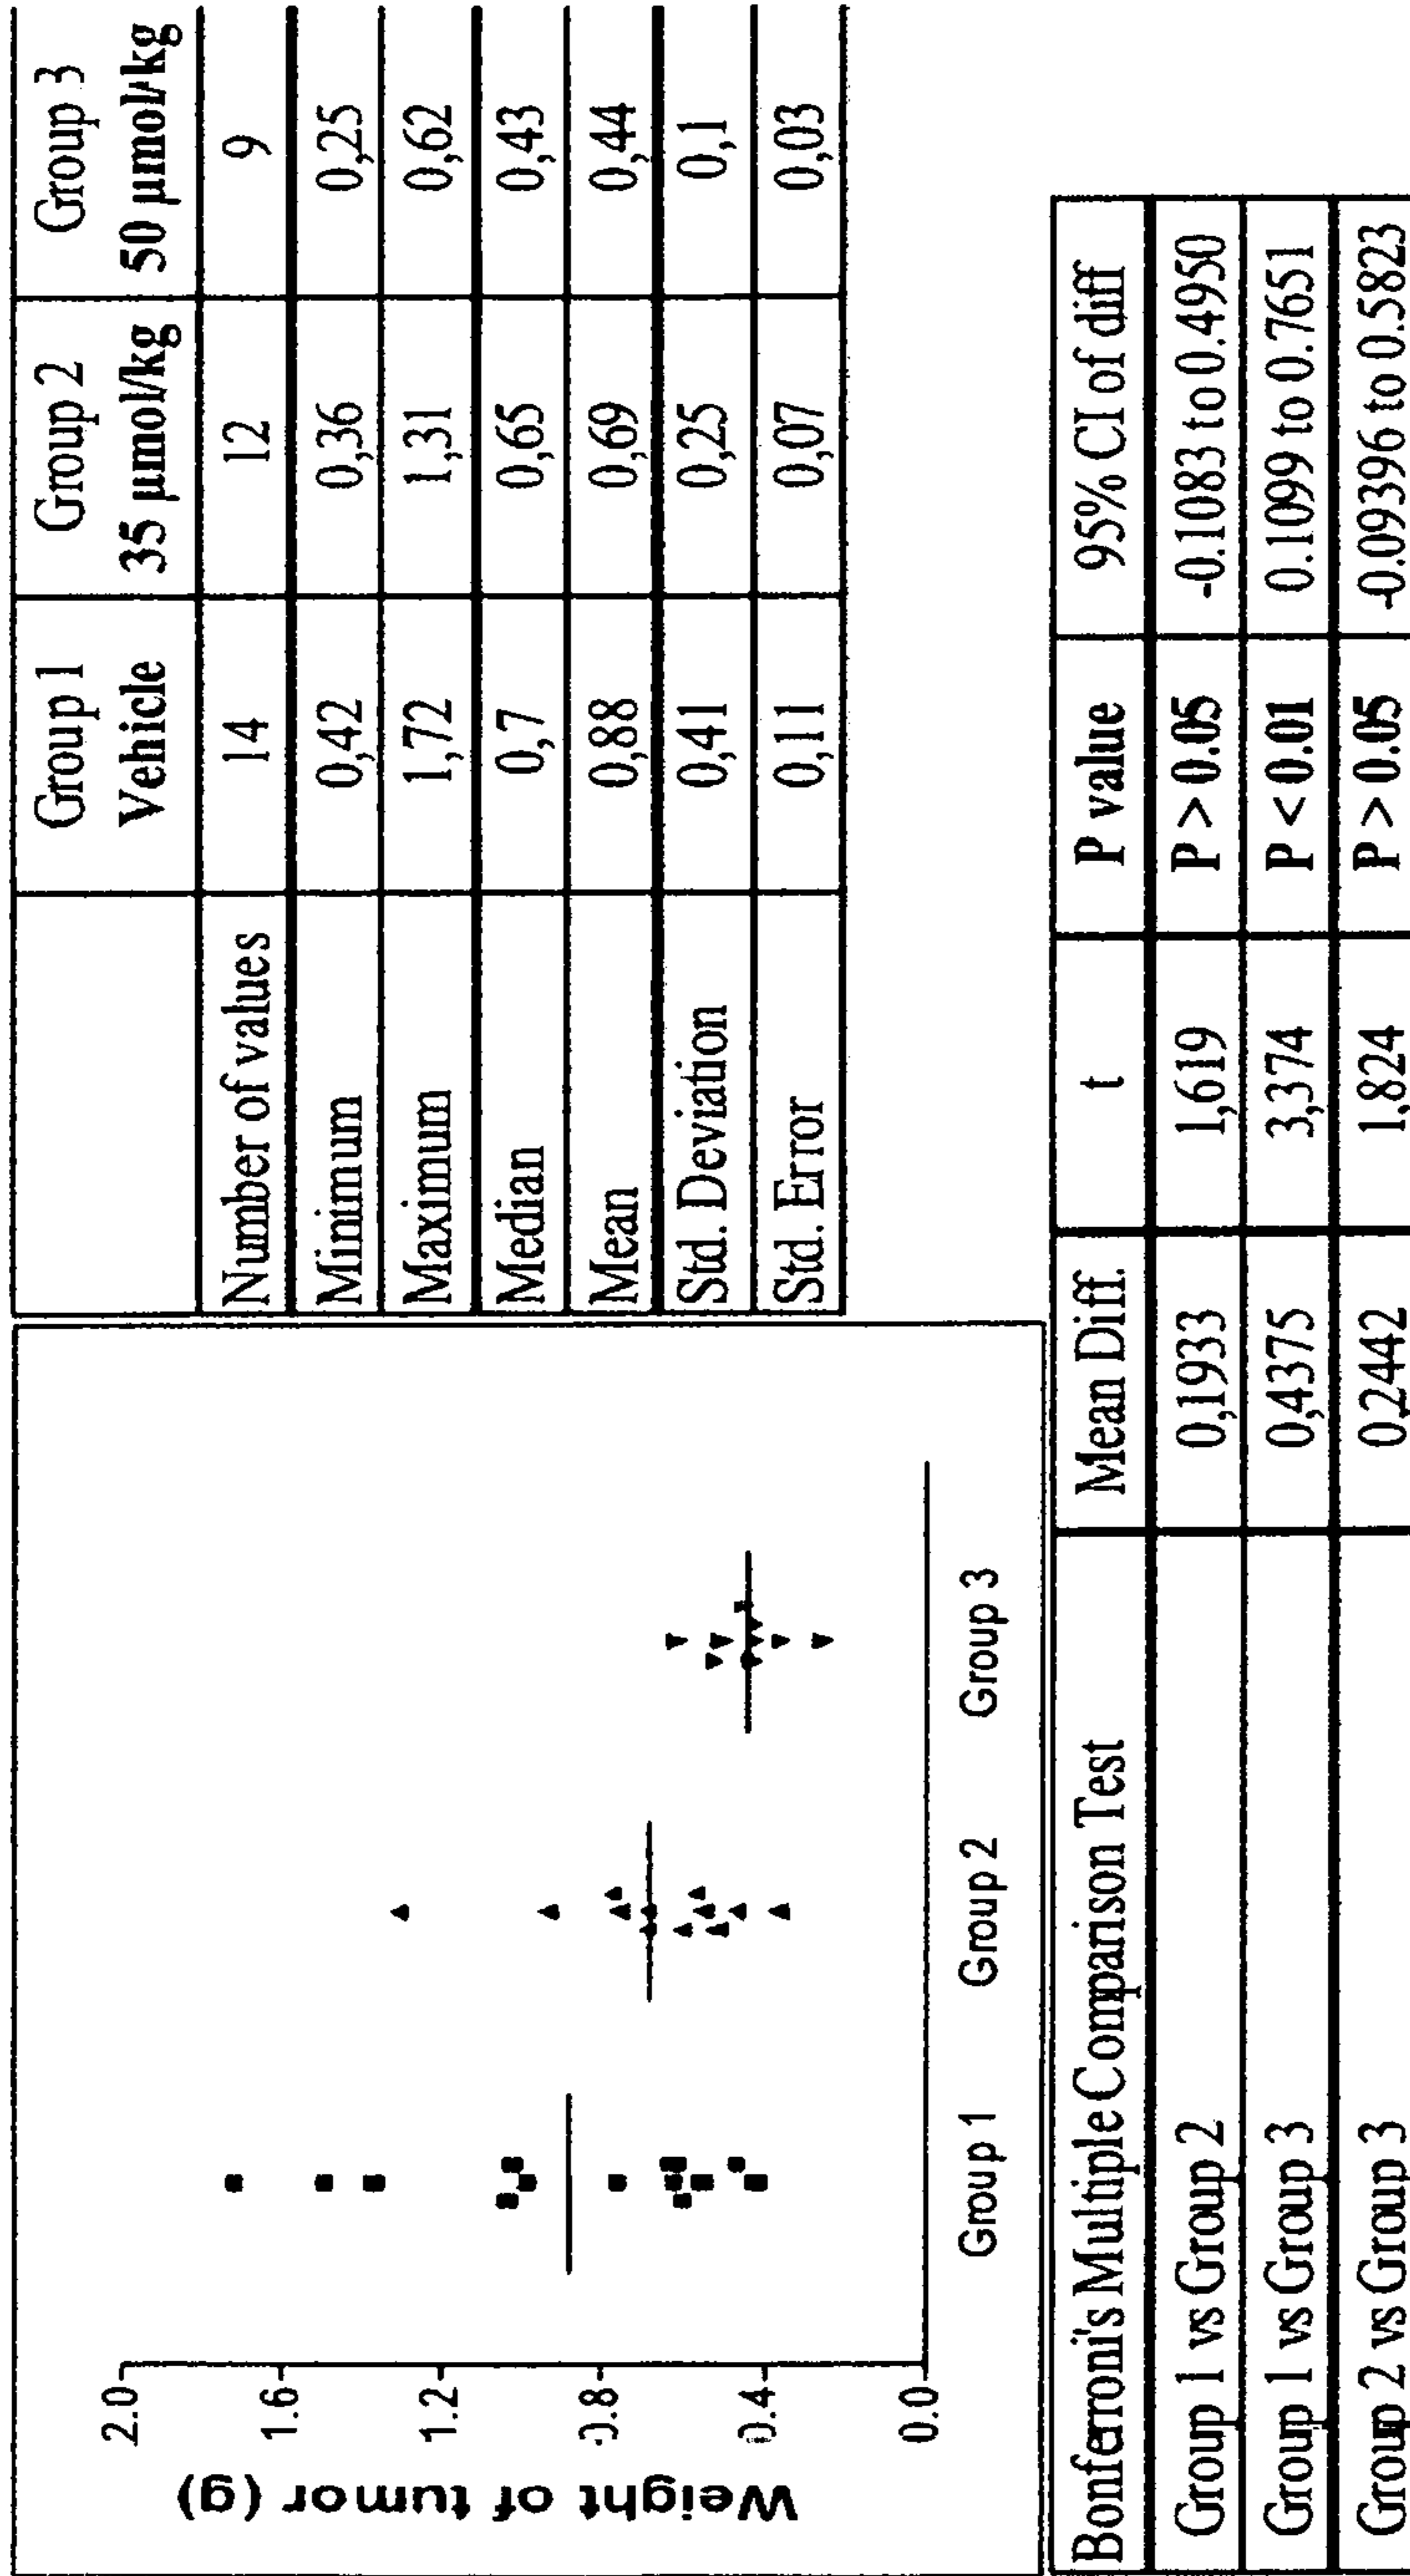 Weight of tumor (g)
2.0
1.6
1.2
0.8
0.4
0.0
Group 1 Group 2 Group 3
Group 1 Group 2 Group 3
Vehicle 35 µmol/kg 50 µmol/kg
Number of values 14 12 9
Minimum 0,42 0,36 0,25
Maximum 1,72 1,31 0,62
Median 0,7 0,65 0,43
Mean 0,88 0,69 0,44
Std. Deviation 0,41 0,25 0,1
Std. Error 0,11 0,07 0,03
Bonferroni's Multiple Comparison Test Mean Diff. t P value 95% CI of diff
Group 1 vs Group 2 0,1933 1,619 P > 0.05 -0.1083 to 0.4950
Group 1 vs Group 3 0,4375 3,374 P < 0.01 0.1099 to 0.7651
Group 2 vs Group 3 0,2442 1,824 P > 0.05 -0.09396 to 0.5823